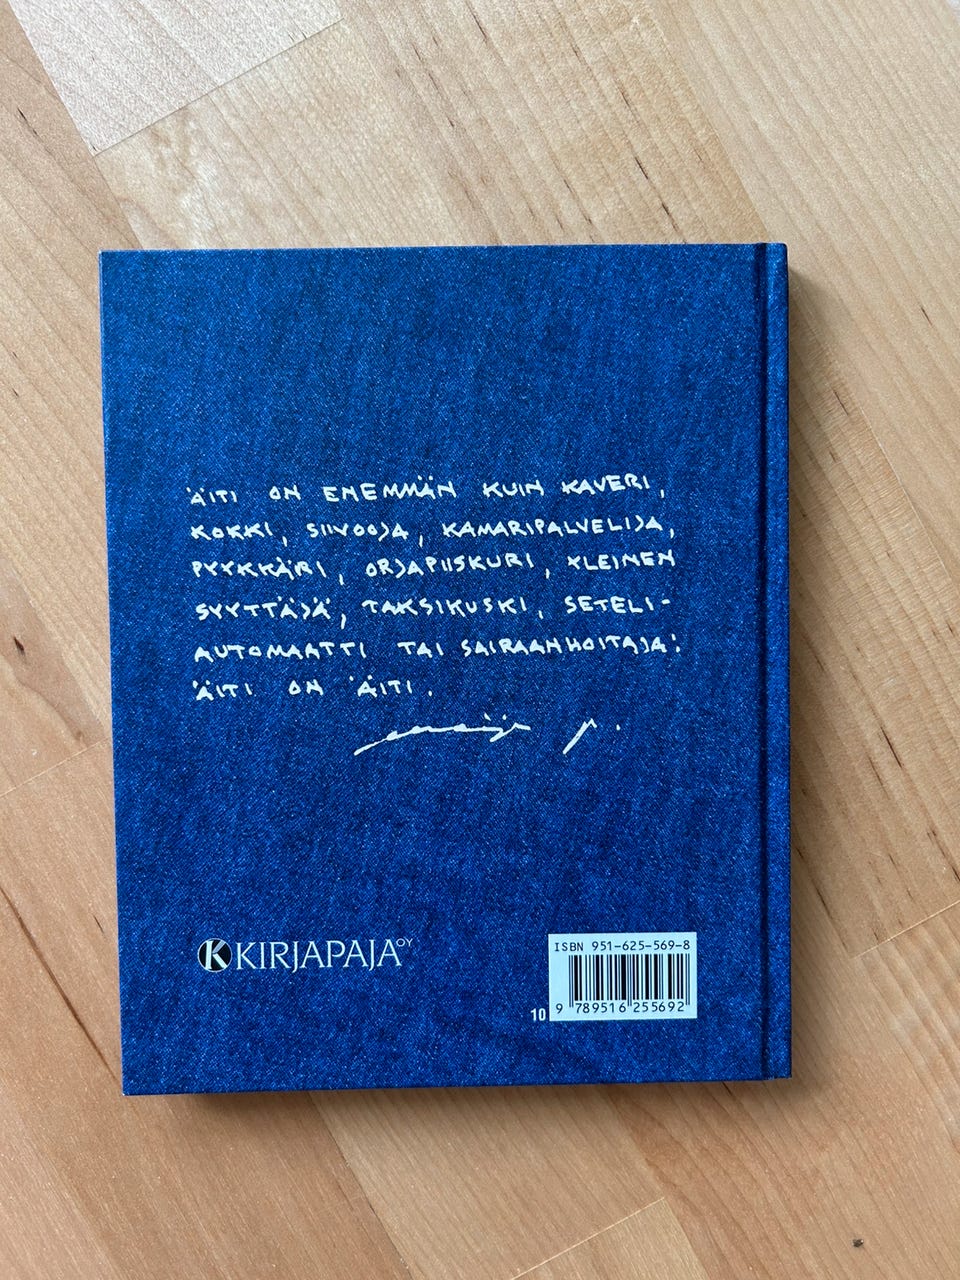 ÄITI ON ENEMMÄN KUIN KAVERI,
KOKKI, SIIVOOJA, KAMARIPALVELIJA,
PYYKKÄRI, ORJAPIISKURI, YLEINEN
SYYTTÄJÄ, TAKSIKUSKI, SETELI-
AUTOMAATTI TAI SAIRAANHOITAJA:
ÄITI ON ÄITI.
K KIRJAPAJA OY
ISBN 951-625-569-8
10
9 789516 255692